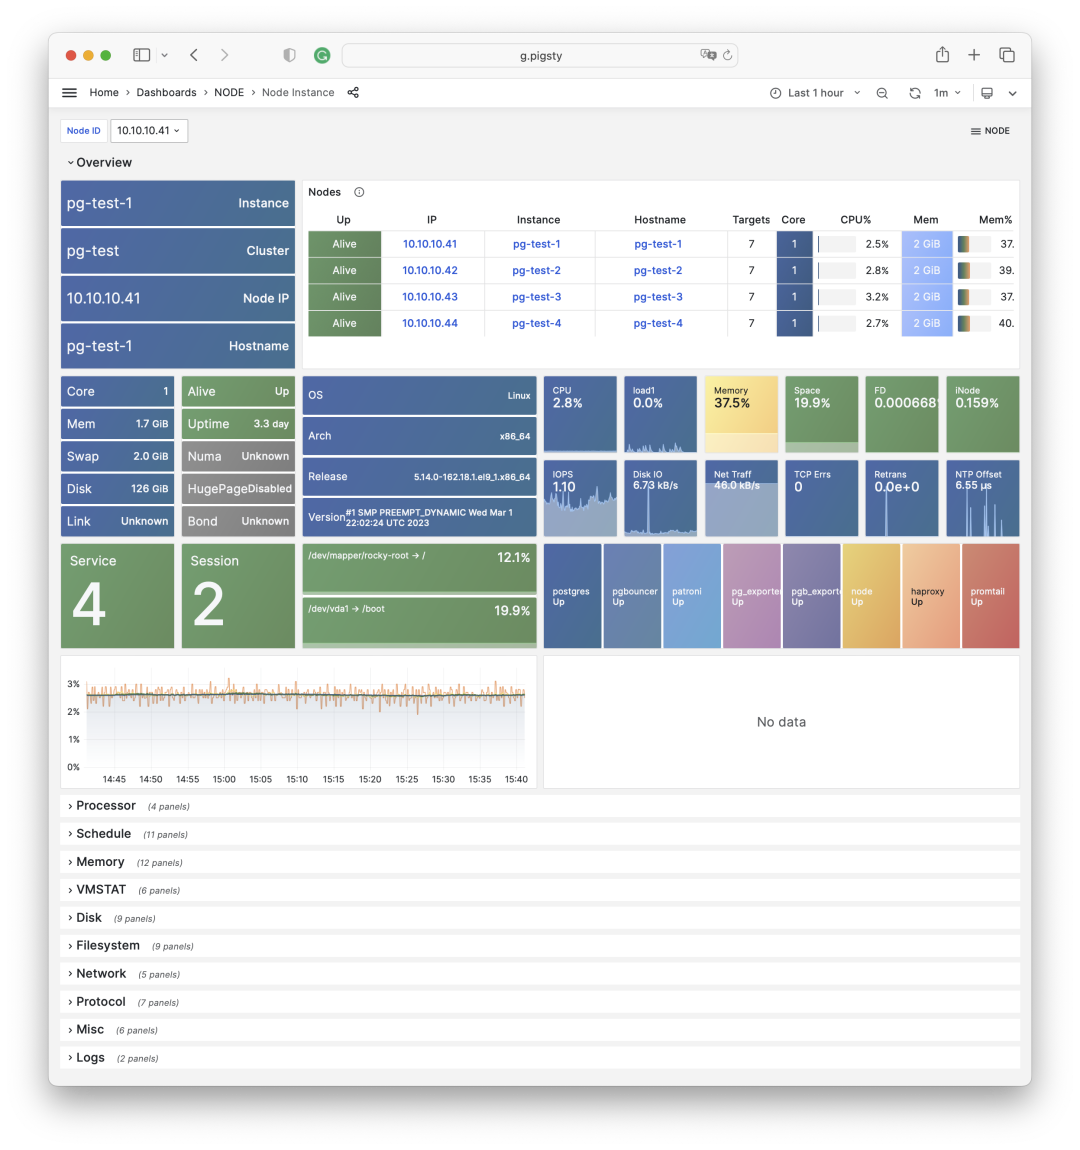 g.pigsty
Home › Dashboards › NODE › Node Instance
Last 1 hour
1m
Node ID
10.10.10.41
NODE
Overview
pg-test-1 Instance
pg-test Cluster
10.10.10.41 Node IP
pg-test-1 Hostname
Nodes
Up IP Instance Hostname Targets Core CPU% Mem Mem%
Alive 10.10.10.41 pg-test-1 pg-test-1 7 1 2.5% 2 GiB 37.
Alive 10.10.10.42 pg-test-2 pg-test-2 7 1 2.8% 2 GiB 39.
Alive 10.10.10.43 pg-test-3 pg-test-3 7 1 3.2% 2 GiB 37.
Alive 10.10.10.44 pg-test-4 pg-test-4 7 1 2.7% 2 GiB 40.
Core 1
Mem 1.7 GiB
Swap 2.0 GiB
Disk 126 GiB
Link Unknown
Alive Up
Uptime 3.3 day
Numa Unknown
HugePage Disabled
Bond Unknown
OS Linux
Arch x86_64
Release 5.14.0-162.18.1.el9_1.x86_64
Version #1 SMP PREEMPT_DYNAMIC Wed Mar 1
22:02:24 UTC 2023
CPU
2.8%
load1
0.0%
Memory
37.5%
Space
19.9%
FD
0.000668
iNode
0.159%
IOPS
1.10
Disk IO
6.73 kB/s
Net Traff
46.0 kB/s
TCP Errs
0
Retrans
0.0e+0
NTP Offset
6.55 µs
Service
4
Session
2
/dev/mapper/rocky-root → / 12.1%
/dev/vda1 → /boot 19.9%
postgres
Up
pgbouncer
Up
patroni
Up
pg_exporter
Up
pgb_exporte
Up
node
Up
haproxy
Up
promtail
Up
3%
2%
1%
0%
14:45 14:50 14:55 15:00 15:05 15:10 15:15 15:20 15:25 15:30 15:35 15:40
No data
Processor (4 panels)
Schedule (11 panels)
Memory (12 panels)
VMSTAT (6 panels)
Disk (9 panels)
Filesystem (9 panels)
Network (5 panels)
Protocol (7 panels)
Misc (6 panels)
Logs (2 panels)